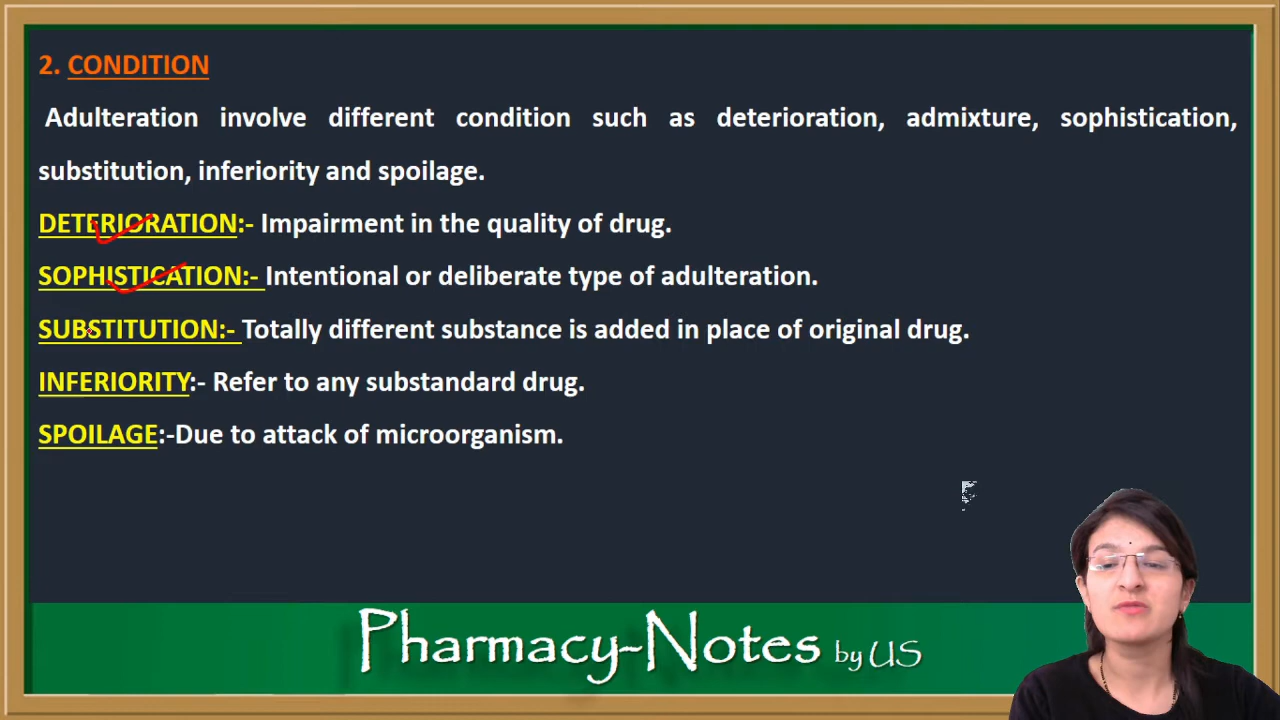 2. CONDITION
Adulteration involve different condition such as deterioration, admixture, sophistication,
substitution, inferiority and spoilage.
DETERIORATION:- Impairment in the quality of drug.
SOPHISTICATION:- Intentional or deliberate type of adulteration.
SUBSTITUTION:- Totally different substance is added in place of original drug.
INFERIORITY:- Refer to any substandard drug.
SPOILAGE:-Due to attack of microorganism.
Pharmacy-Notes by US